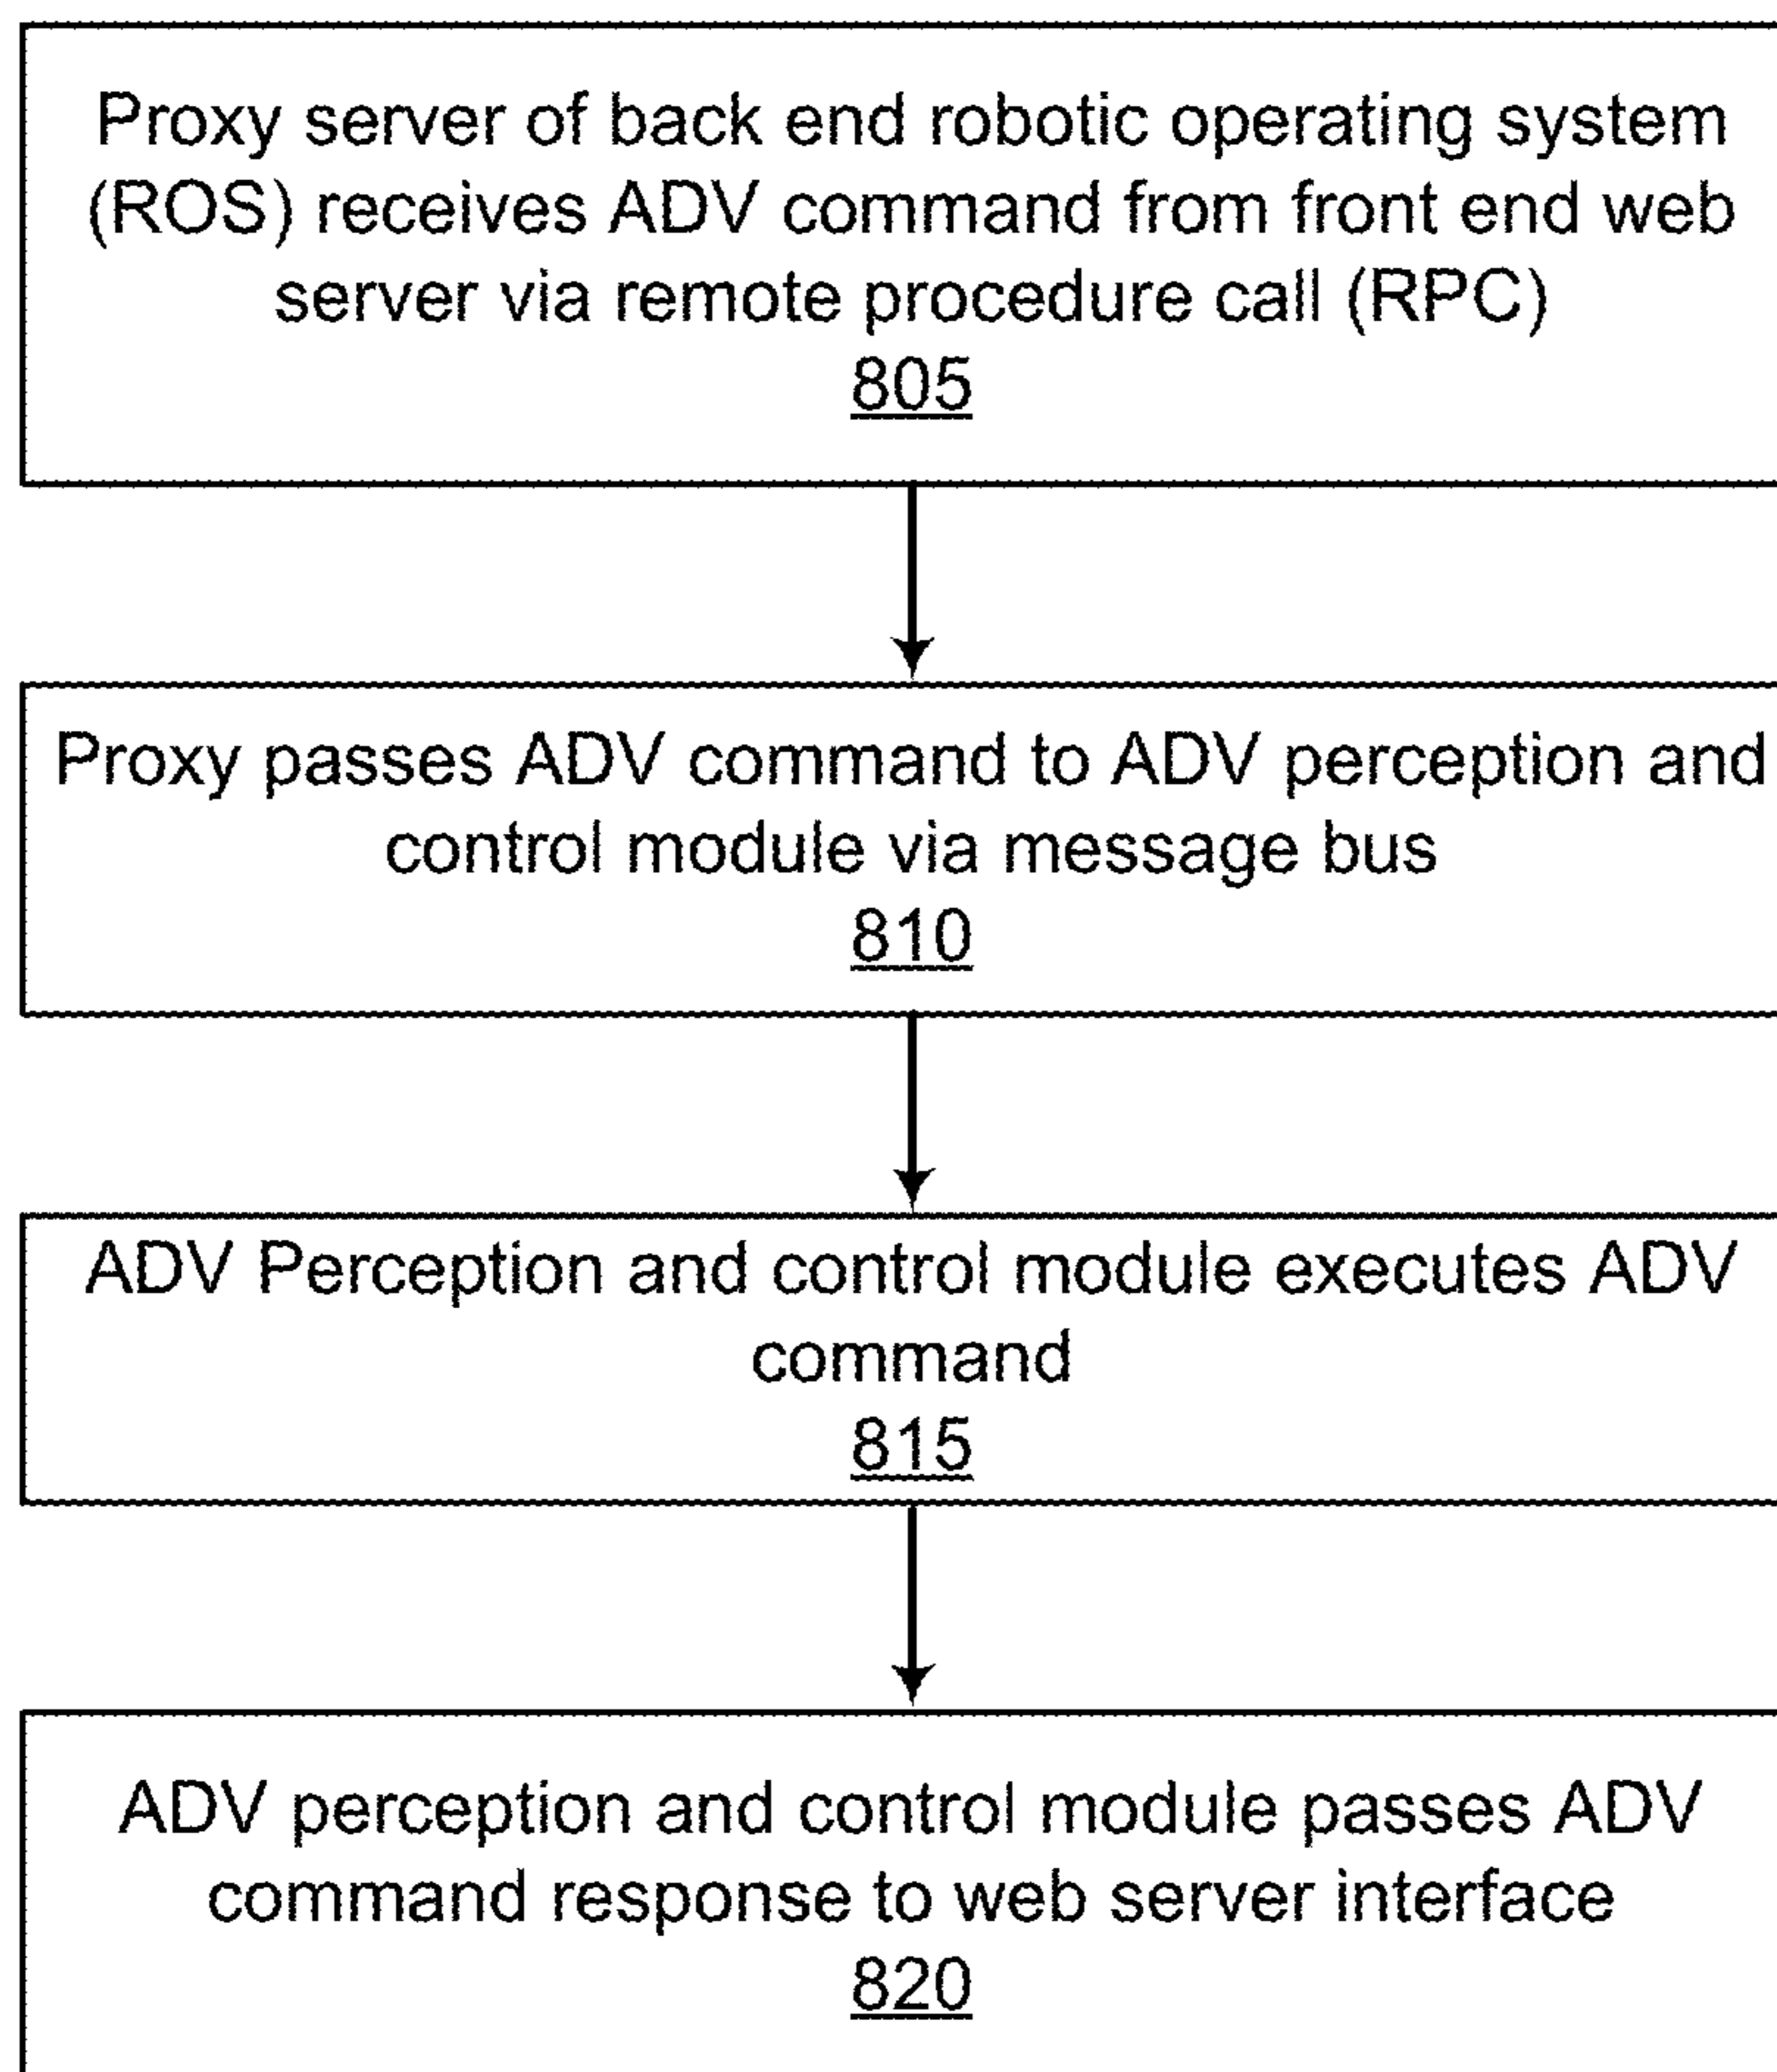 Proxy server of back end robotic operating system
(ROS) receives ADV command from front end web
server via remote procedure call (RPC)
805
Proxy passes ADV command to ADV perception and
control module via message bus
810
ADV Perception and control module executes ADV
command
815
ADV perception and control module passes ADV
command response to web server interface
820